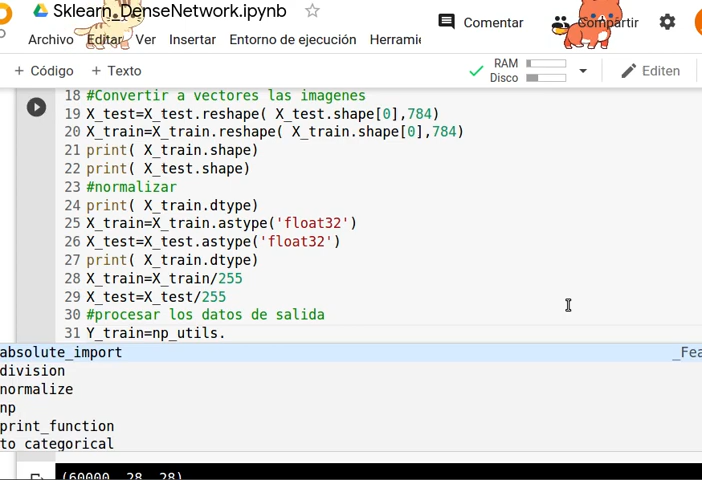 Sklearn_DenseNetwork.ipynb
Comentar
Compartir
Archivo Editar Ver Insertar Entorno de ejecución Herramie
+ Código + Texto
RAM
Disco
Editen
18 #Convertir a vectores las imagenes
19 X_test=X_test.reshape( X_test.shape[0],784)
20 X_train=X_train.reshape( X_train.shape[0],784)
21 print( X_train.shape)
22 print( X_test.shape)
23 #normalizar
24 print( X_train.dtype)
25 X_train=X_train.astype('float32')
26 X_test=X_test.astype('float32')
27 print( X_train.dtype)
28 X_train=X_train/255
29 X_test=X_test/255
30 #procesar los datos de salida
31 Y_train=np_utils.
absolute_import _Fea
division
normalize
np
print_function
to_categorical
(60000, 28, 28)